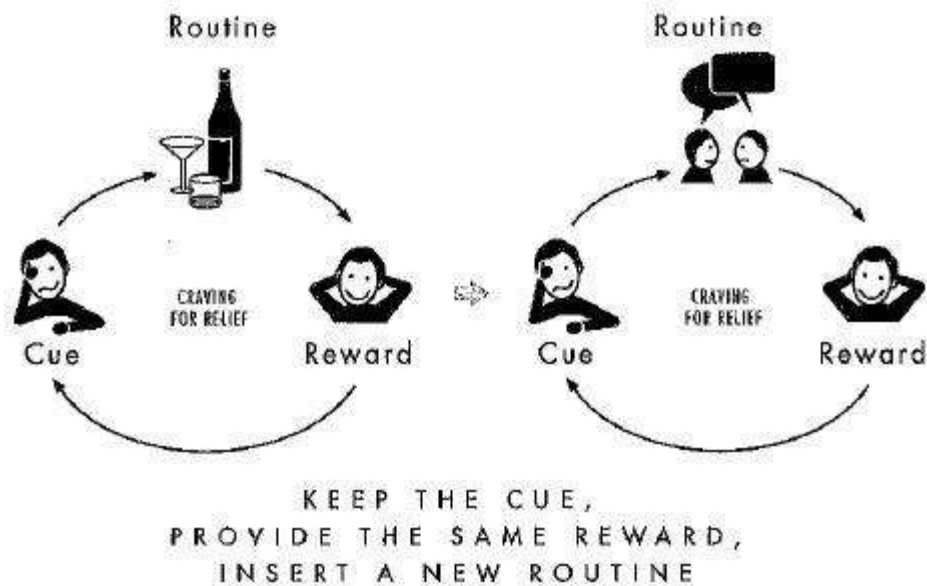 Routine
Routine
CRAVING
FOR RELIEF
CRAVING
FOR RELIEF
Cue
Reward
Cue
Reward
KEEP THE CUE,
PROVIDE THE SAME REWARD,
INSERT A NEW ROUTINE